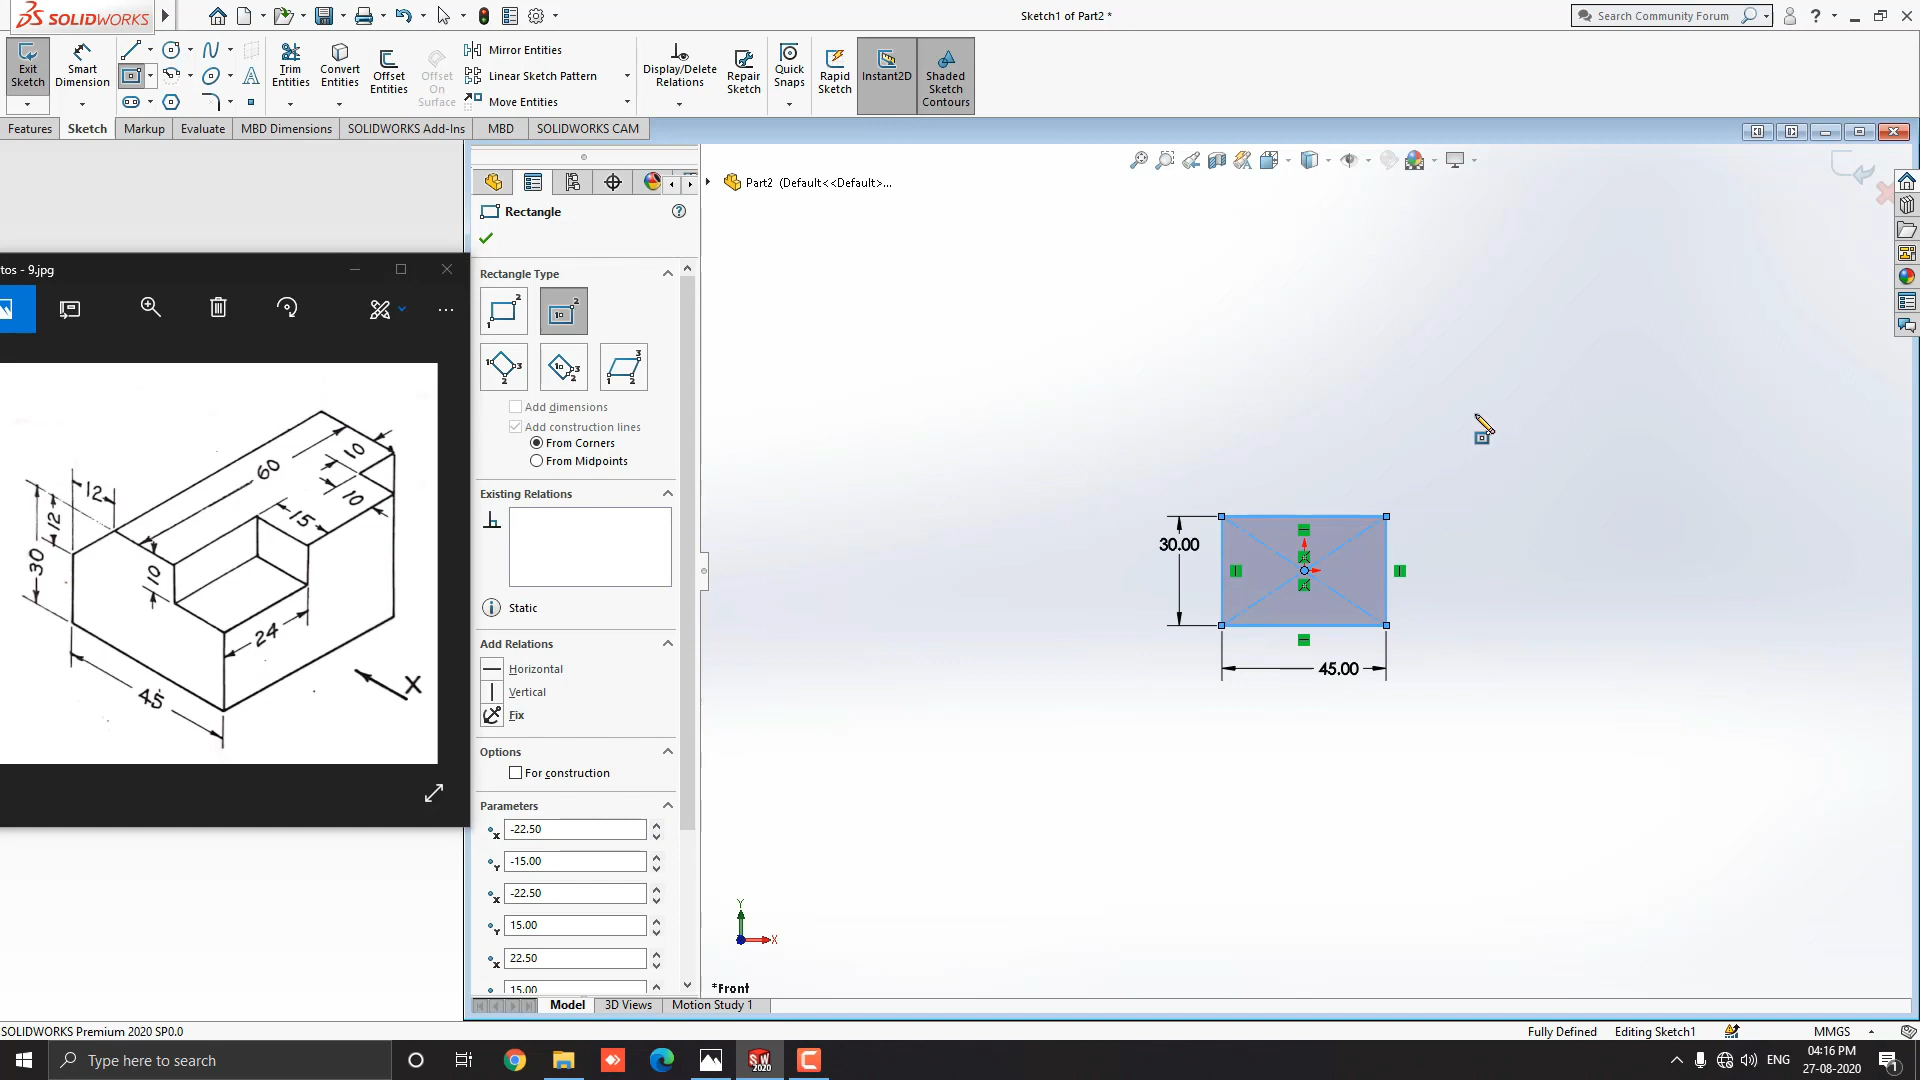 SOLIDWORKS
Sketch1 of Part2 *
Search Community Forum
Exit Sketch
Smart Dimension
Trim Entities
Convert Entities
Offset Entities
Offset On Surface
Mirror Entities
Linear Sketch Pattern
Move Entities
Display/Delete Relations
Repair Sketch
Quick Snaps
Rapid Sketch
Instant2D
Shaded Sketch Contours
Features Sketch Markup Evaluate MBD Dimensions SOLIDWORKS Add-Ins MBD SOLIDWORKS CAM
Part2 (Default<<Default>...
Rectangle
Rectangle Type
Add dimensions
Add construction lines
From Corners
From Midpoints
Existing Relations
Static
Add Relations
Horizontal
Vertical
Fix
Options
For construction
Parameters
-22.50
-15.00
-22.50
15.00
22.50
15.00
tos - 9.jpg
60
10
10
15
12
12
30
10
24
45
X
30.00
45.00
Y
X
*Front
Model 3D Views Motion Study 1
SOLIDWORKS Premium 2020 SP0.0
Fully Defined Editing Sketch1 MMGS
Type here to search
SW
2020
ENG
04:16 PM
27-08-2020
1